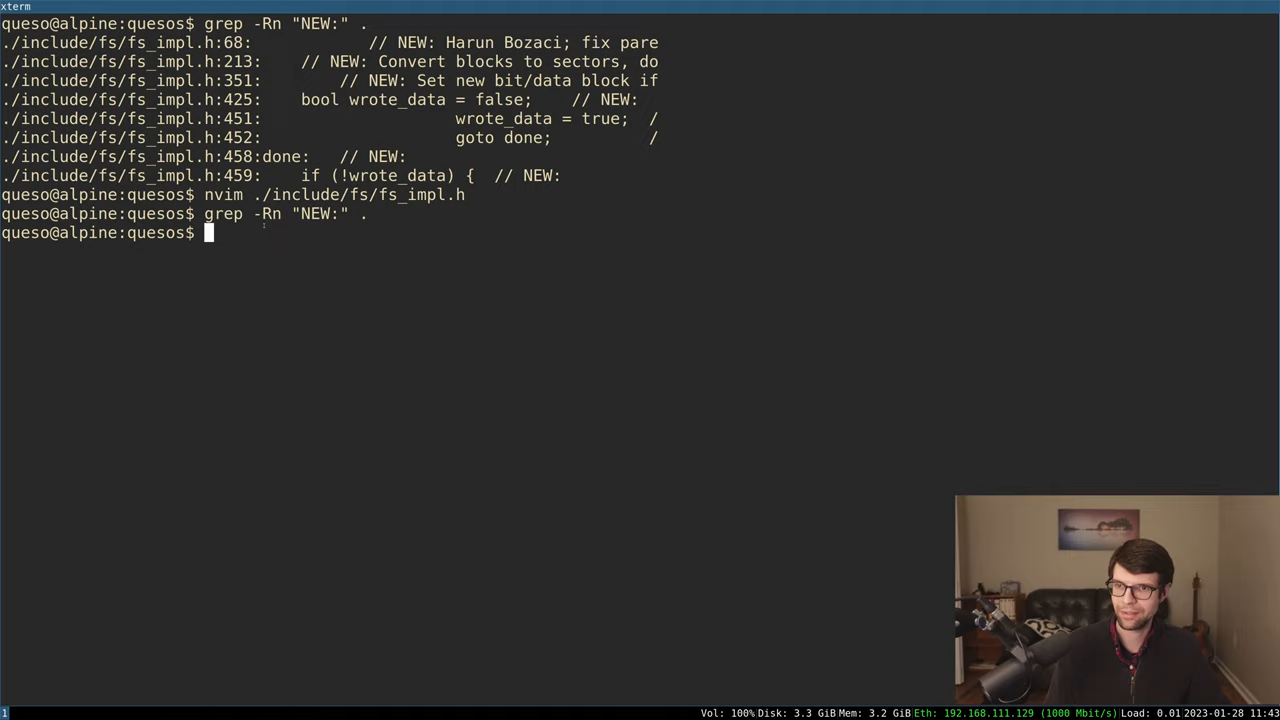 xterm
queso@alpine:quesos$ grep -Rn "NEW:" .
./include/fs/fs_impl.h:68:            // NEW: Harun Bozaci; fix pare
./include/fs/fs_impl.h:213:    // NEW: Convert blocks to sectors, do
./include/fs/fs_impl.h:351:        // NEW: Set new bit/data block if
./include/fs/fs_impl.h:425:    bool wrote_data = false;    // NEW:
./include/fs/fs_impl.h:451:                    wrote_data = true;  /
./include/fs/fs_impl.h:452:                    goto done;          /
./include/fs/fs_impl.h:458:done:   // NEW:
./include/fs/fs_impl.h:459:    if (!wrote_data) {  // NEW:
queso@alpine:quesos$ nvim ./include/fs/fs_impl.h
queso@alpine:quesos$ grep -Rn "NEW:" .
queso@alpine:quesos$
1 Vol: 100% Disk: 3.3 GiB Mem: 3.2 GiB Eth: 192.168.111.129 (1000 Mbit/s) Load: 0.01 2023-01-28 11:43